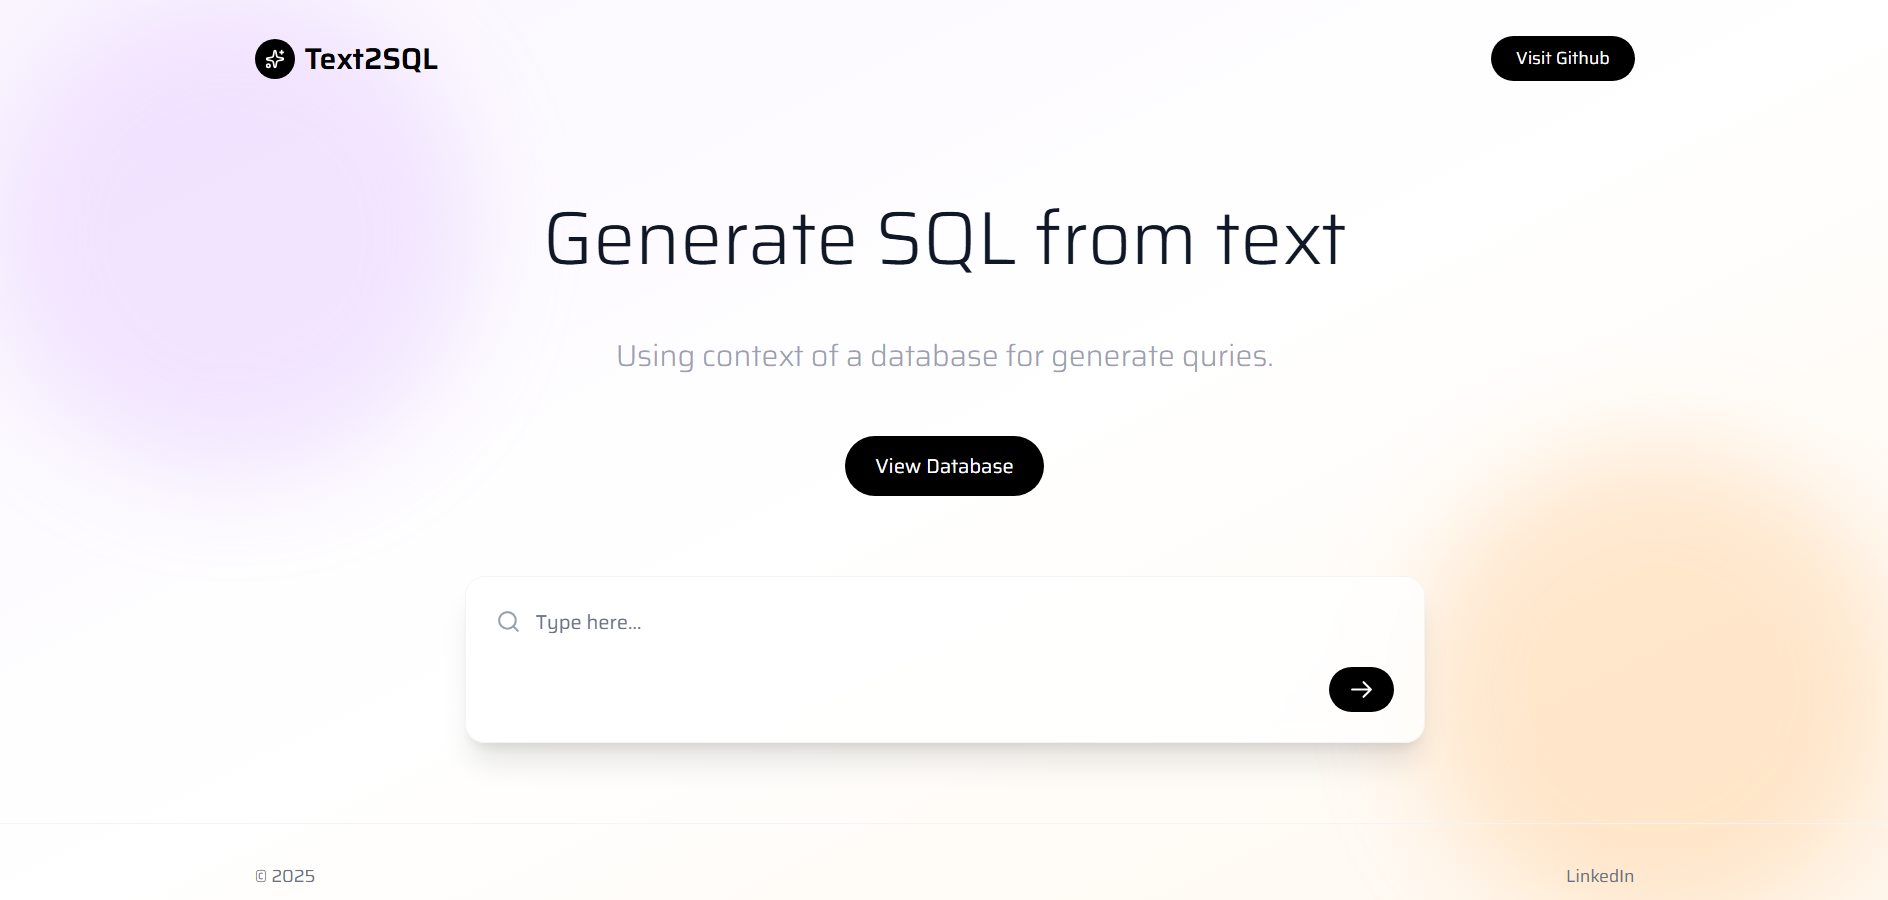 Text2SQL
Visit Github
Generate SQL from text
Using context of a database for generate quries.
View Database
Type here...
© 2025
LinkedIn